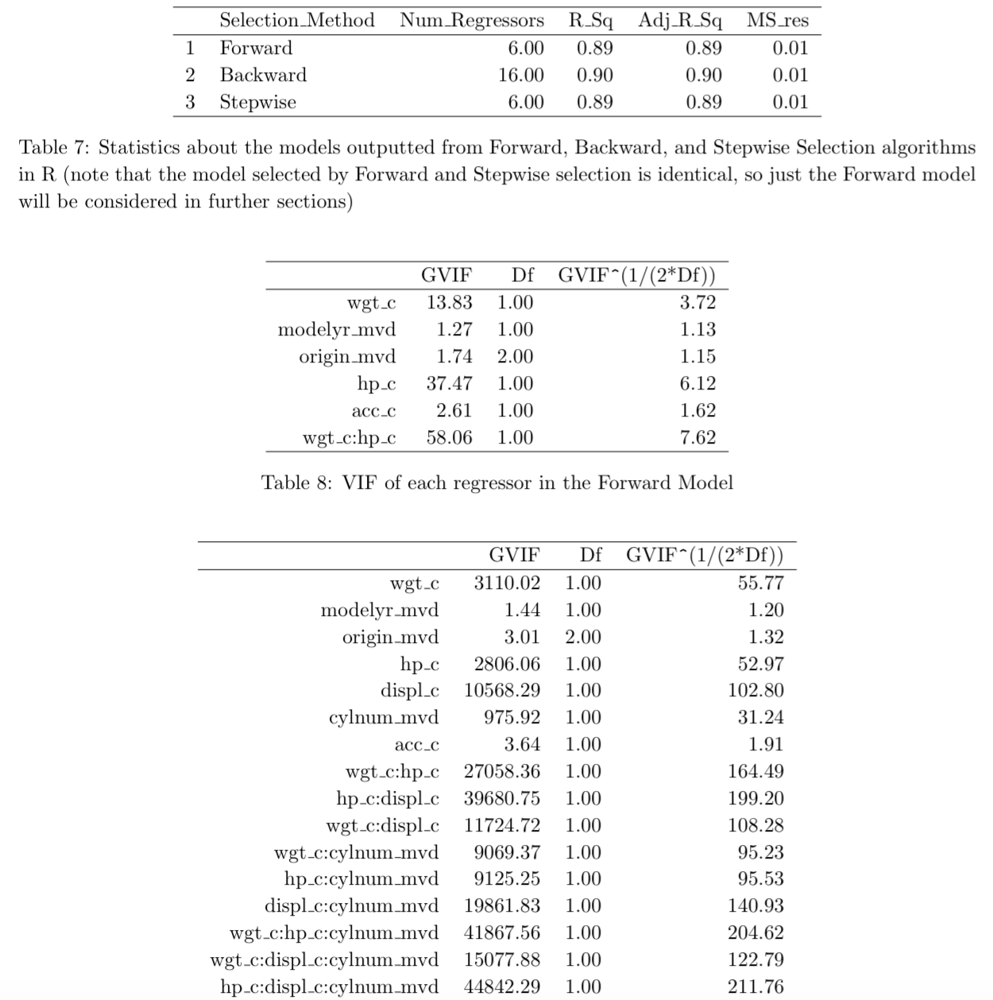 Selection_Method Num_Regressors R_Sq Adj_R_Sq MS_res
1 Forward 6.00 0.89 0.89 0.01
2 Backward 16.00 0.90 0.90 0.01
3 Stepwise 6.00 0.89 0.89 0.01
Table 7: Statistics about the models outputted from Forward, Backward, and Stepwise Selection algorithms
in R (note that the model selected by Forward and Stepwise selection is identical, so just the Forward model
will be considered in further sections)
GVIF Df GVIF^(1/(2*Df))
wgt_c 13.83 1.00 3.72
modelyr_mvd 1.27 1.00 1.13
origin_mvd 1.74 2.00 1.15
hp_c 37.47 1.00 6.12
acc_c 2.61 1.00 1.62
wgt_c:hp_c 58.06 1.00 7.62
Table 8: VIF of each regressor in the Forward Model
GVIF Df GVIF^(1/(2*Df))
wgt_c 3110.02 1.00 55.77
modelyr_mvd 1.44 1.00 1.20
origin_mvd 3.01 2.00 1.32
hp_c 2806.06 1.00 52.97
displ_c 10568.29 1.00 102.80
cylnum_mvd 975.92 1.00 31.24
acc_c 3.64 1.00 1.91
wgt_c:hp_c 27058.36 1.00 164.49
hp_c:displ_c 39680.75 1.00 199.20
wgt_c:displ_c 11724.72 1.00 108.28
wgt_c:cylnum_mvd 9069.37 1.00 95.23
hp_c:cylnum_mvd 9125.25 1.00 95.53
displ_c:cylnum_mvd 19861.83 1.00 140.93
wgt_c:hp_c:cylnum_mvd 41867.56 1.00 204.62
wgt_c:displ_c:cylnum_mvd 15077.88 1.00 122.79
hp_c:displ_c:cylnum_mvd 44842.29 1.00 211.76